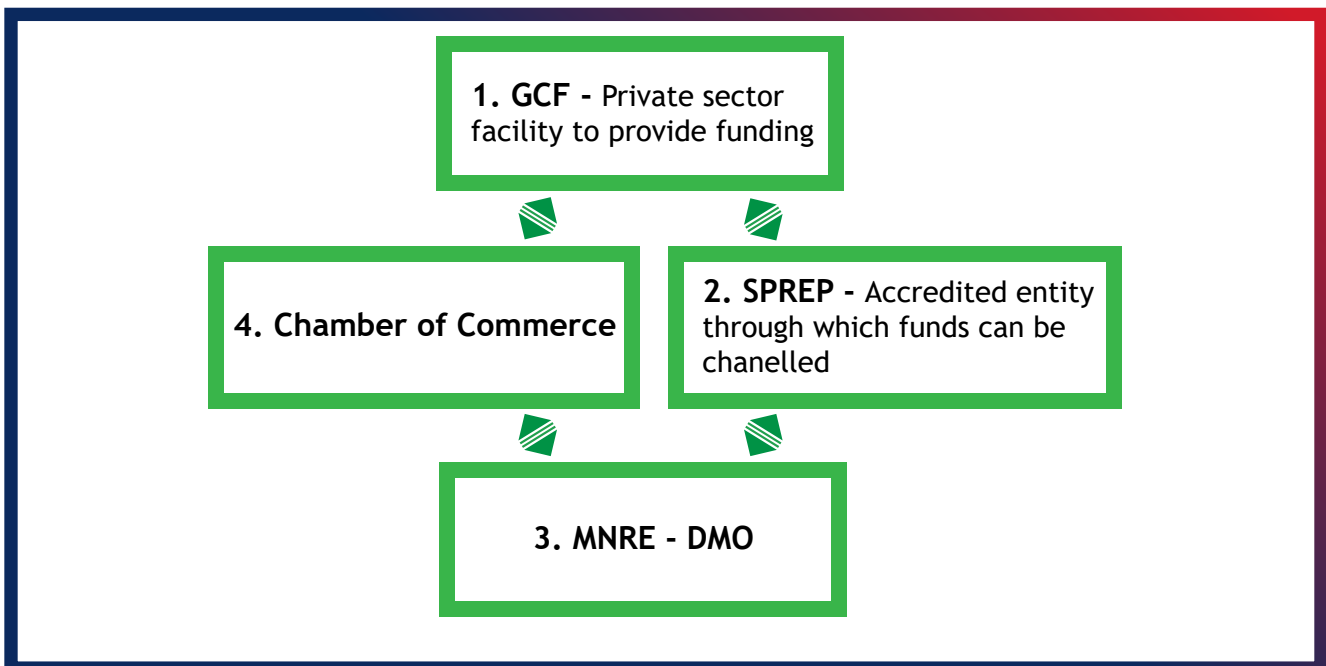 1. GCF - Private sector
facility to provide funding
4. Chamber of Commerce
2. SPREP - Accredited entity
through which funds can be
chanelled
3. MNRE - DMO